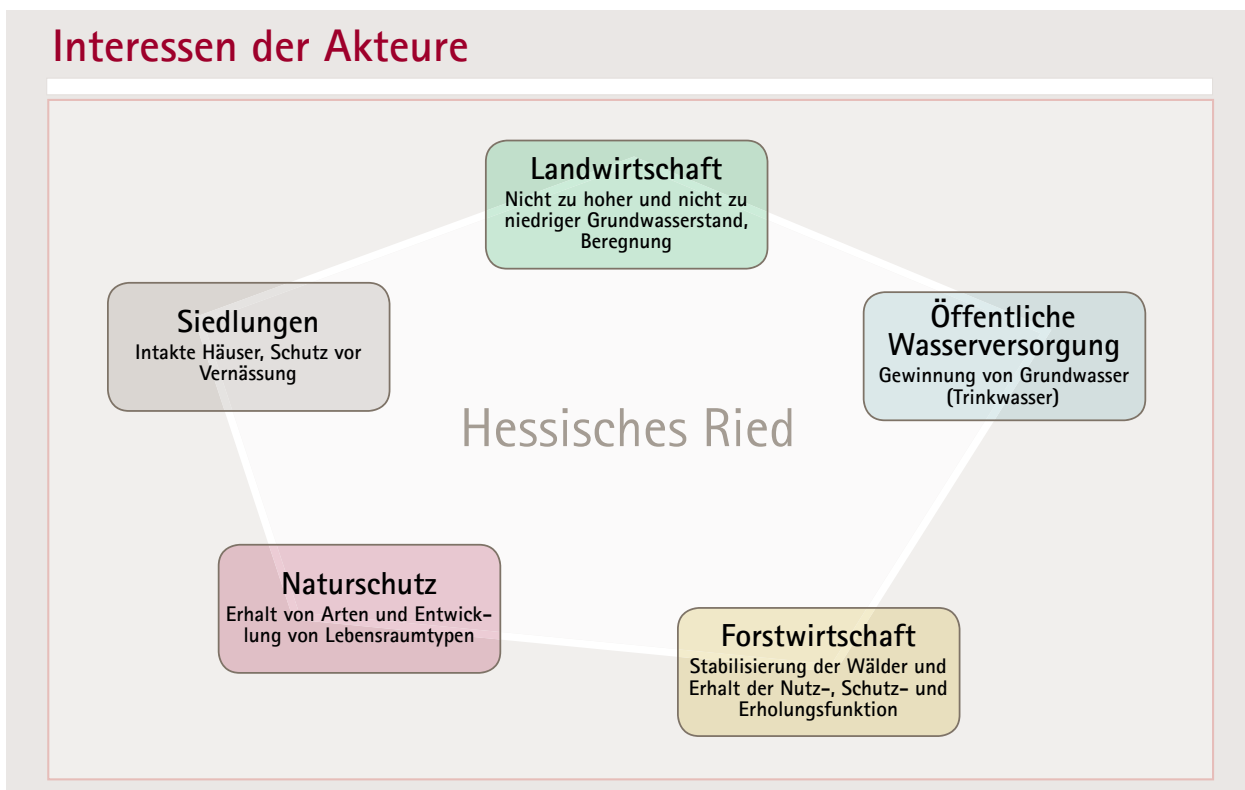 Interessen der Akteure
Landwirtschaft
Nicht zu hoher und nicht zu
niedriger Grundwasserstand,
Beregnung
Siedlungen
Intakte Häuser, Schutz vor
Vernässung
Öffentliche
Wasserversorgung
Gewinnung von Grundwasser
(Trinkwasser)
Hessisches Ried
Naturschutz
Erhalt von Arten und Entwick-
lung von Lebensraumtypen
Forstwirtschaft
Stabilisierung der Wälder und
Erhalt der Nutz-, Schutz- und
Erholungsfunktion